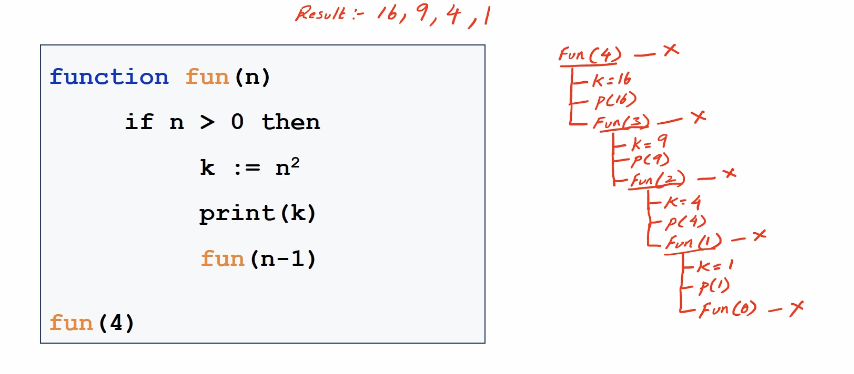 Result :- 16, 9, 4, 1
function fun(n)
if n > 0 then
k := n²
print(k)
fun(n-1)
fun(4)
Fun(4) — x
K=16
P(16)
Fun(3) — x
K=9
P(9)
Fun(2) — x
K=4
P(4)
Fun(1) — x
K=1
P(1)
Fun(0) — x